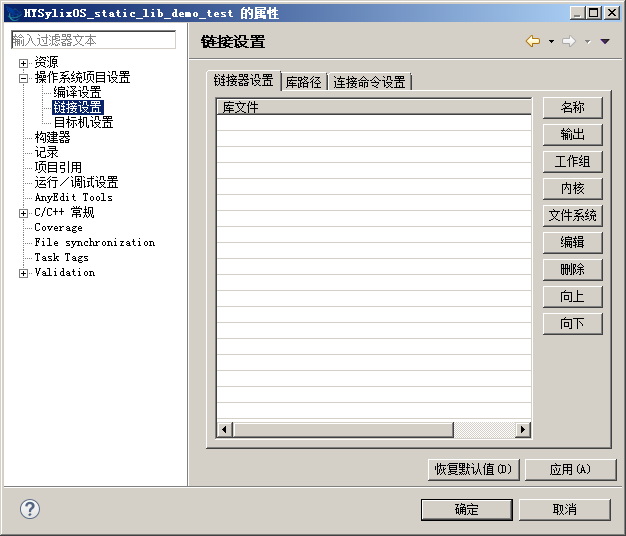 HYSylixOS_static_lib_demo_test 的属性
输入过滤器文本
资源
操作系统项目设置
编译设置
链接设置
目标机设置
构建器
记录
项目引用
运行／调试设置
AnyEdit Tools
C/C++ 常规
Coverage
File synchronization
Task Tags
Validation
链接设置
链接器设置 库路径 连接命令设置
库文件
名称
输出
工作组
内核
文件系统
编辑
删除
向上
向下
恢复默认值(D) 应用(A)
确定 取消